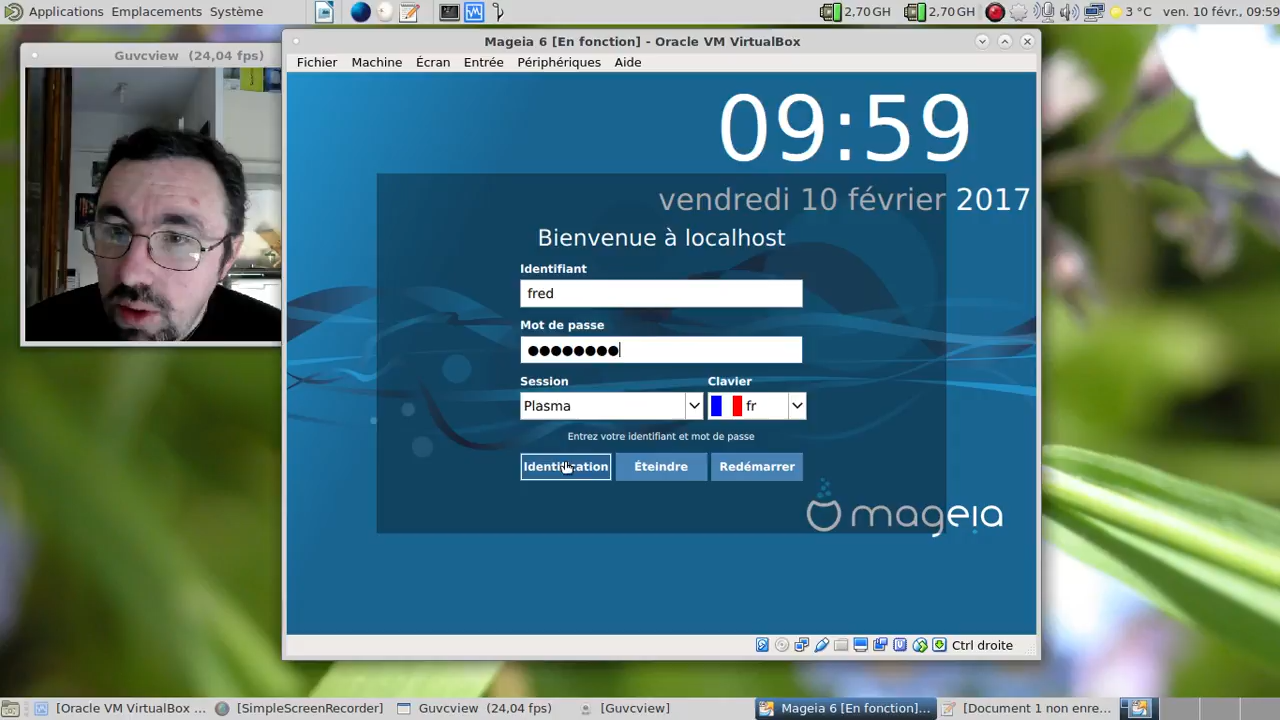 Applications Emplacements Système
2,70 GH 2,70 GH 3 °C ven. 10 févr., 09:59
Guvcview (24,04 fps)
Mageia 6 [En fonction] - Oracle VM VirtualBox
Fichier Machine Écran Entrée Périphériques Aide
09:59
vendredi 10 février 2017
Bienvenue à localhost
Identifiant
fred
Mot de passe
●●●●●●●●
Session Clavier
Plasma fr
Entrez votre identifiant et mot de passe
Identification Éteindre Redémarrer
mageia
Ctrl droite
[Oracle VM VirtualBox ... [SimpleScreenRecorder] Guvcview (24,04 fps) [Guvcview] Mageia 6 [En fonction]... [Document 1 non enre...